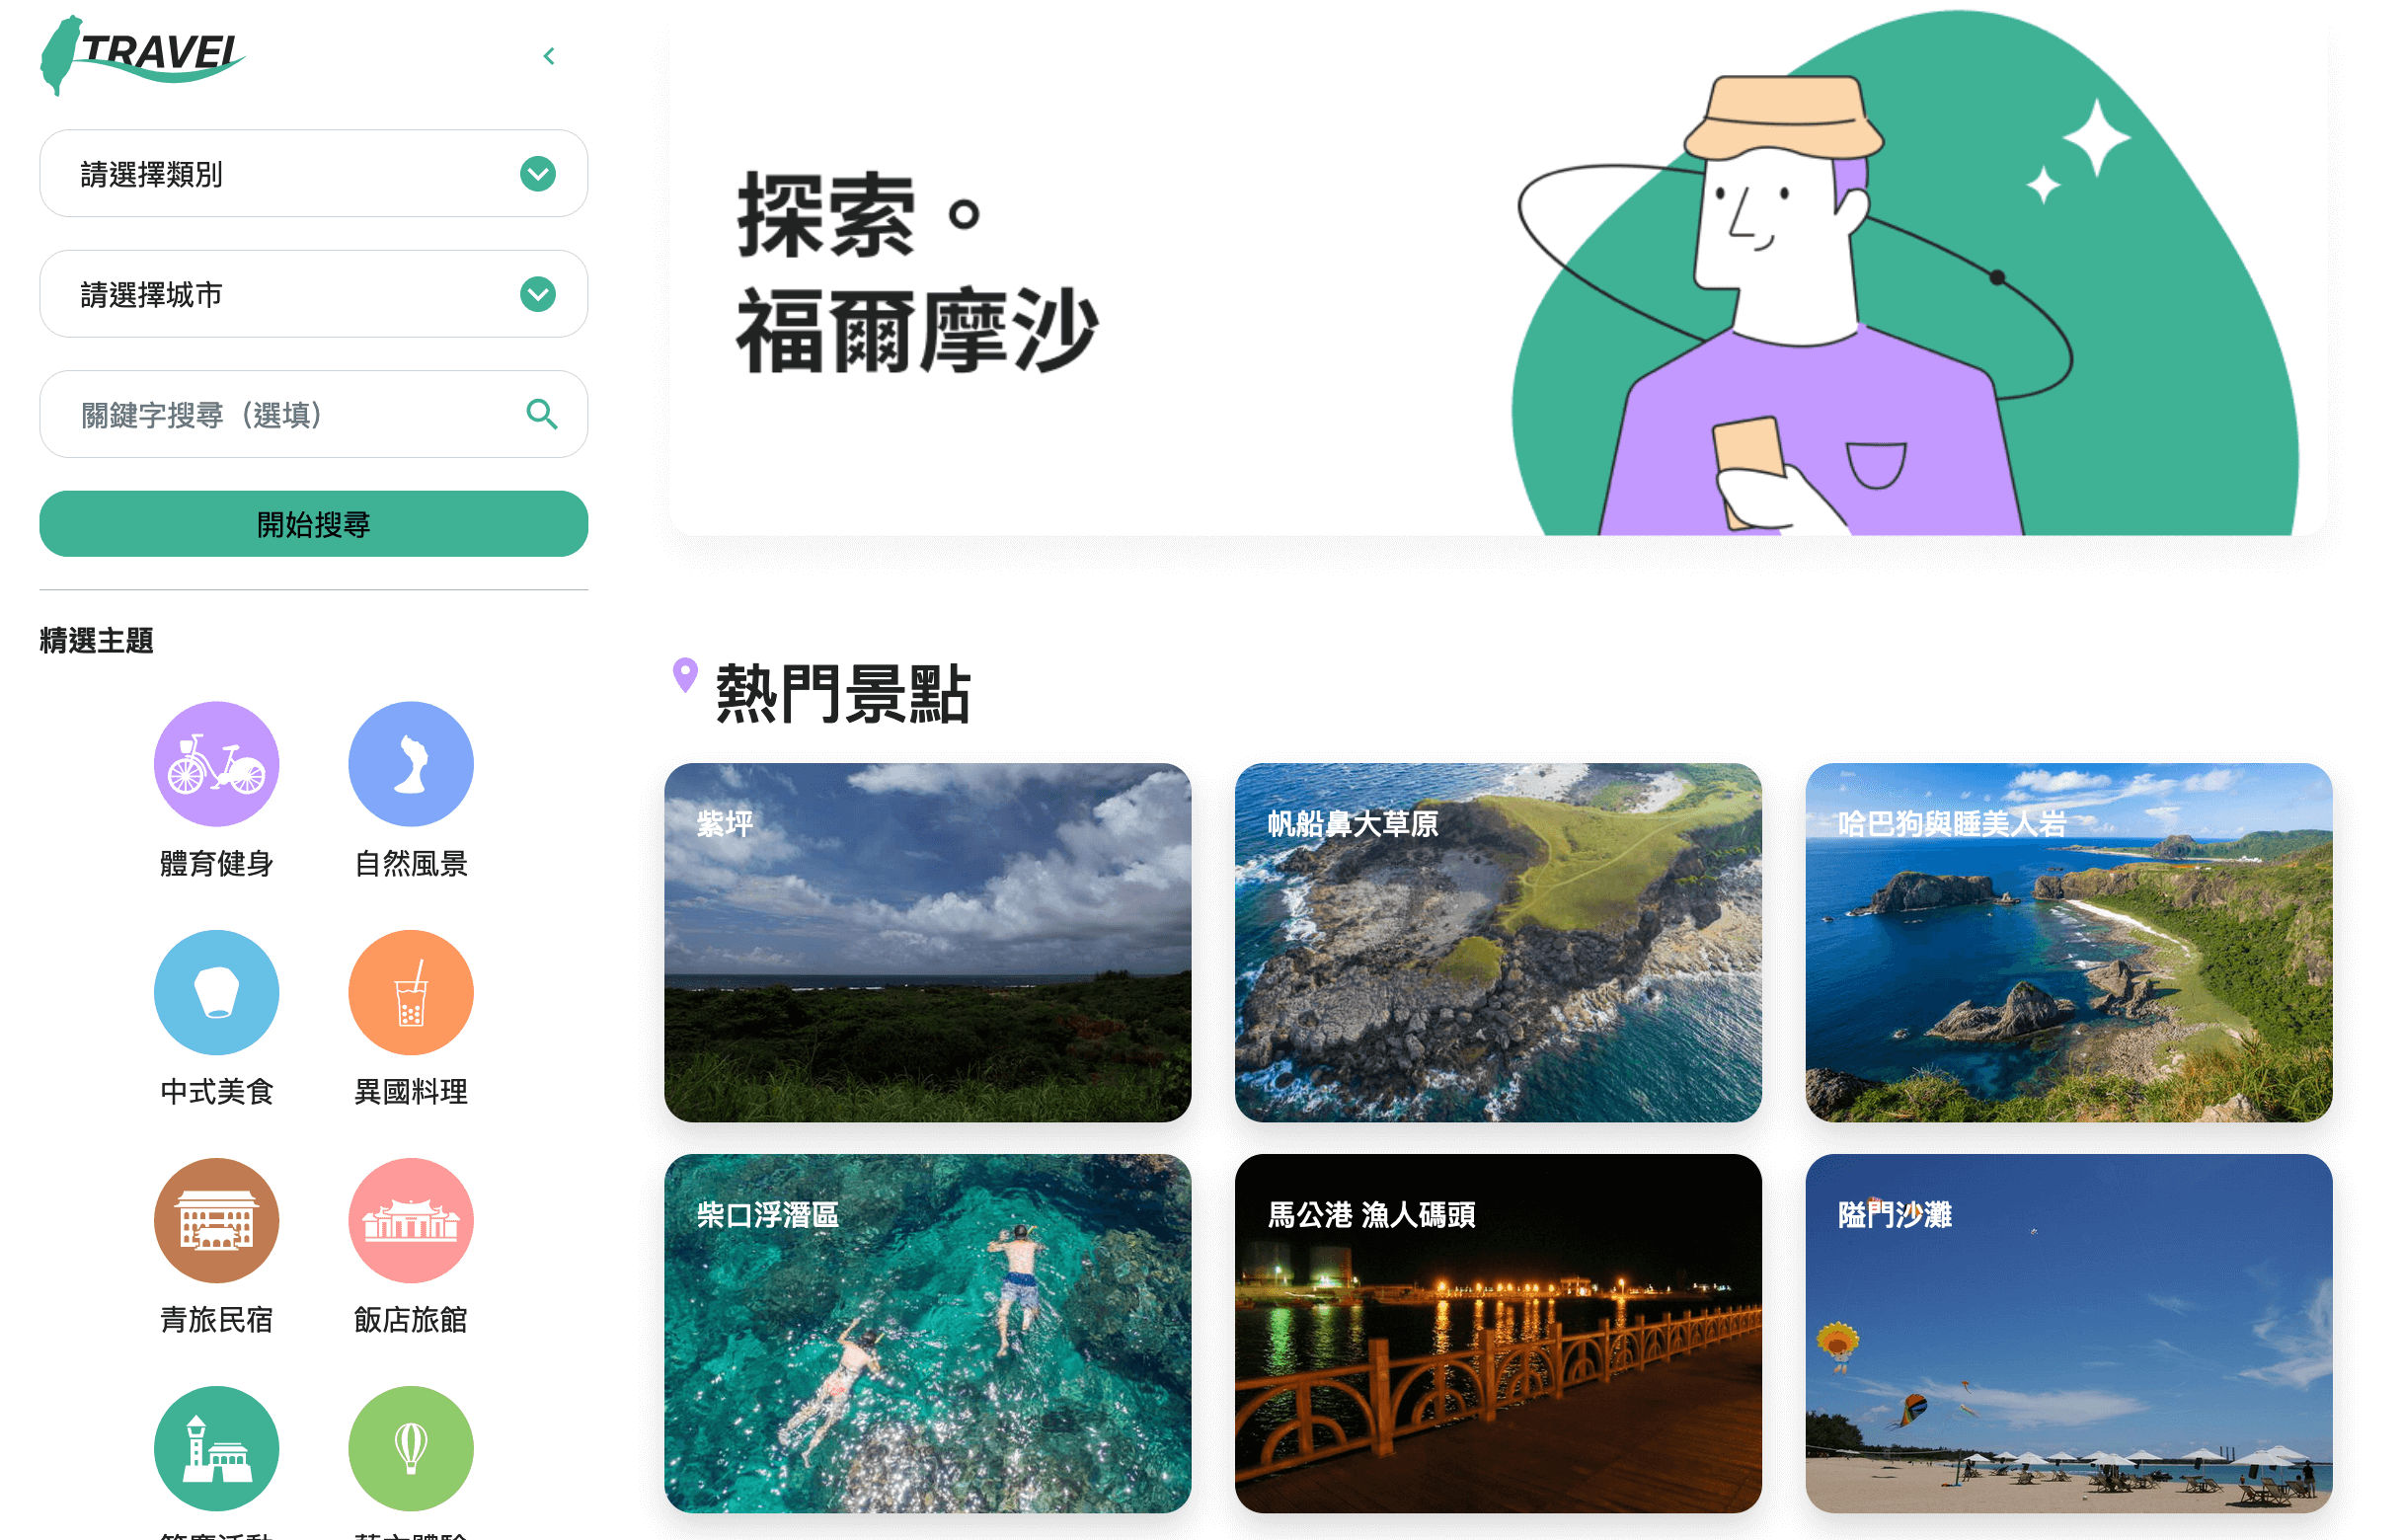 TRAVEL
請選擇類別
請選擇城市
關鍵字搜尋（選填）
開始搜尋
精選主題
體育健身
自然風景
中式美食
異國料理
青旅民宿
飯店旅館
探索。
福爾摩沙
熱門景點
紫坪
帆船鼻大草原
哈巴狗與睡美人岩
柴口浮潛區
馬公港 漁人碼頭
隘門沙灘